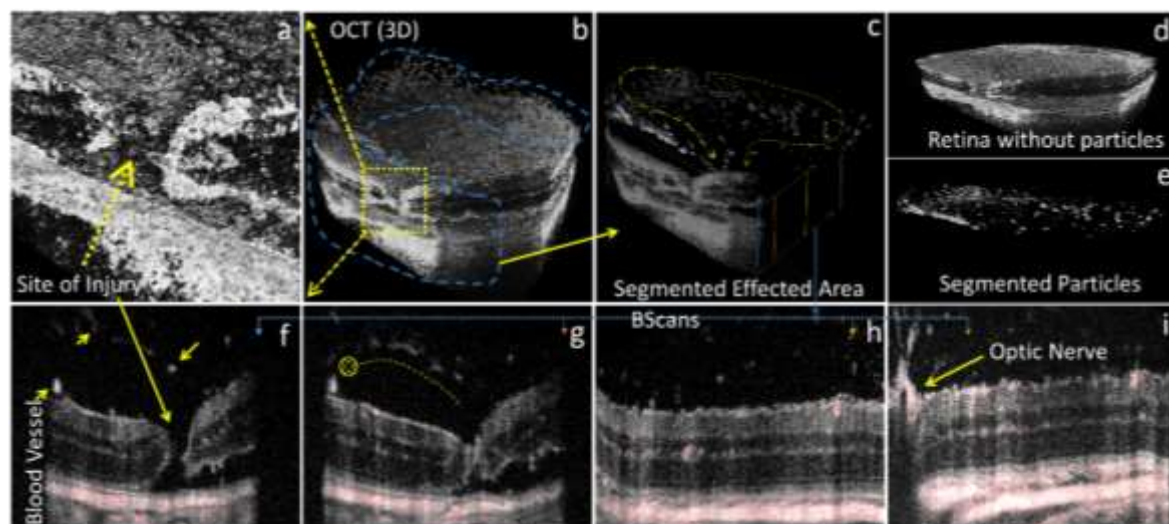 a
OCT (3D)
b
c
d
Retina without particles
e
Site of Injury
Segmented Effected Area
Segmented Particles
BScans
f
g
h
i
Optic Nerve
Blood Vessel